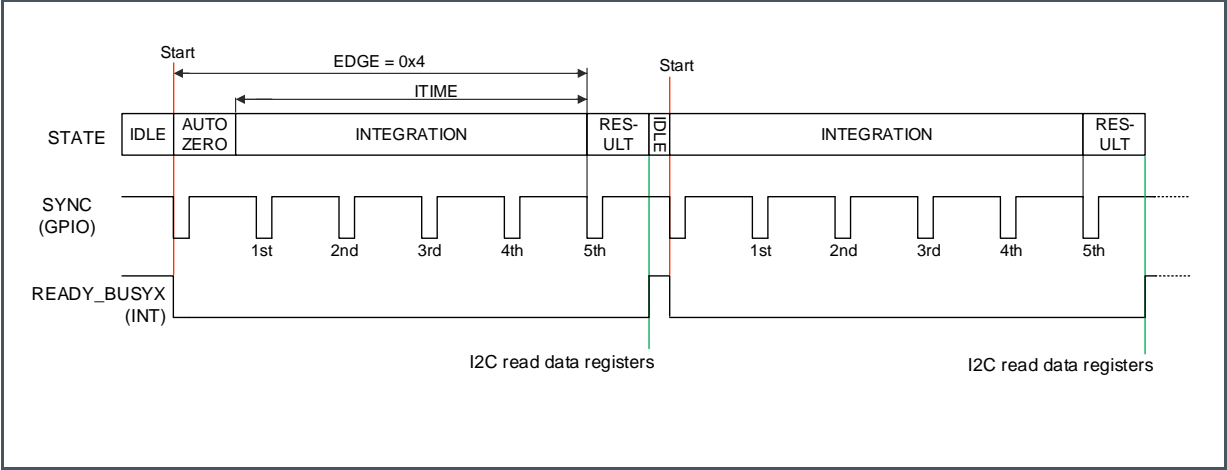 Start
EDGE = 0x4
Start
ITIME
STATE
IDLE
AUTO
ZERO
INTEGRATION
RES-
ULT
IDLE
INTEGRATION
RES-
ULT
SYNC
(GPIO)
1st
2nd
3rd
4th
5th
1st
2nd
3rd
4th
5th
READY_BUSYX
(INT)
I2C read data registers
I2C read data registers